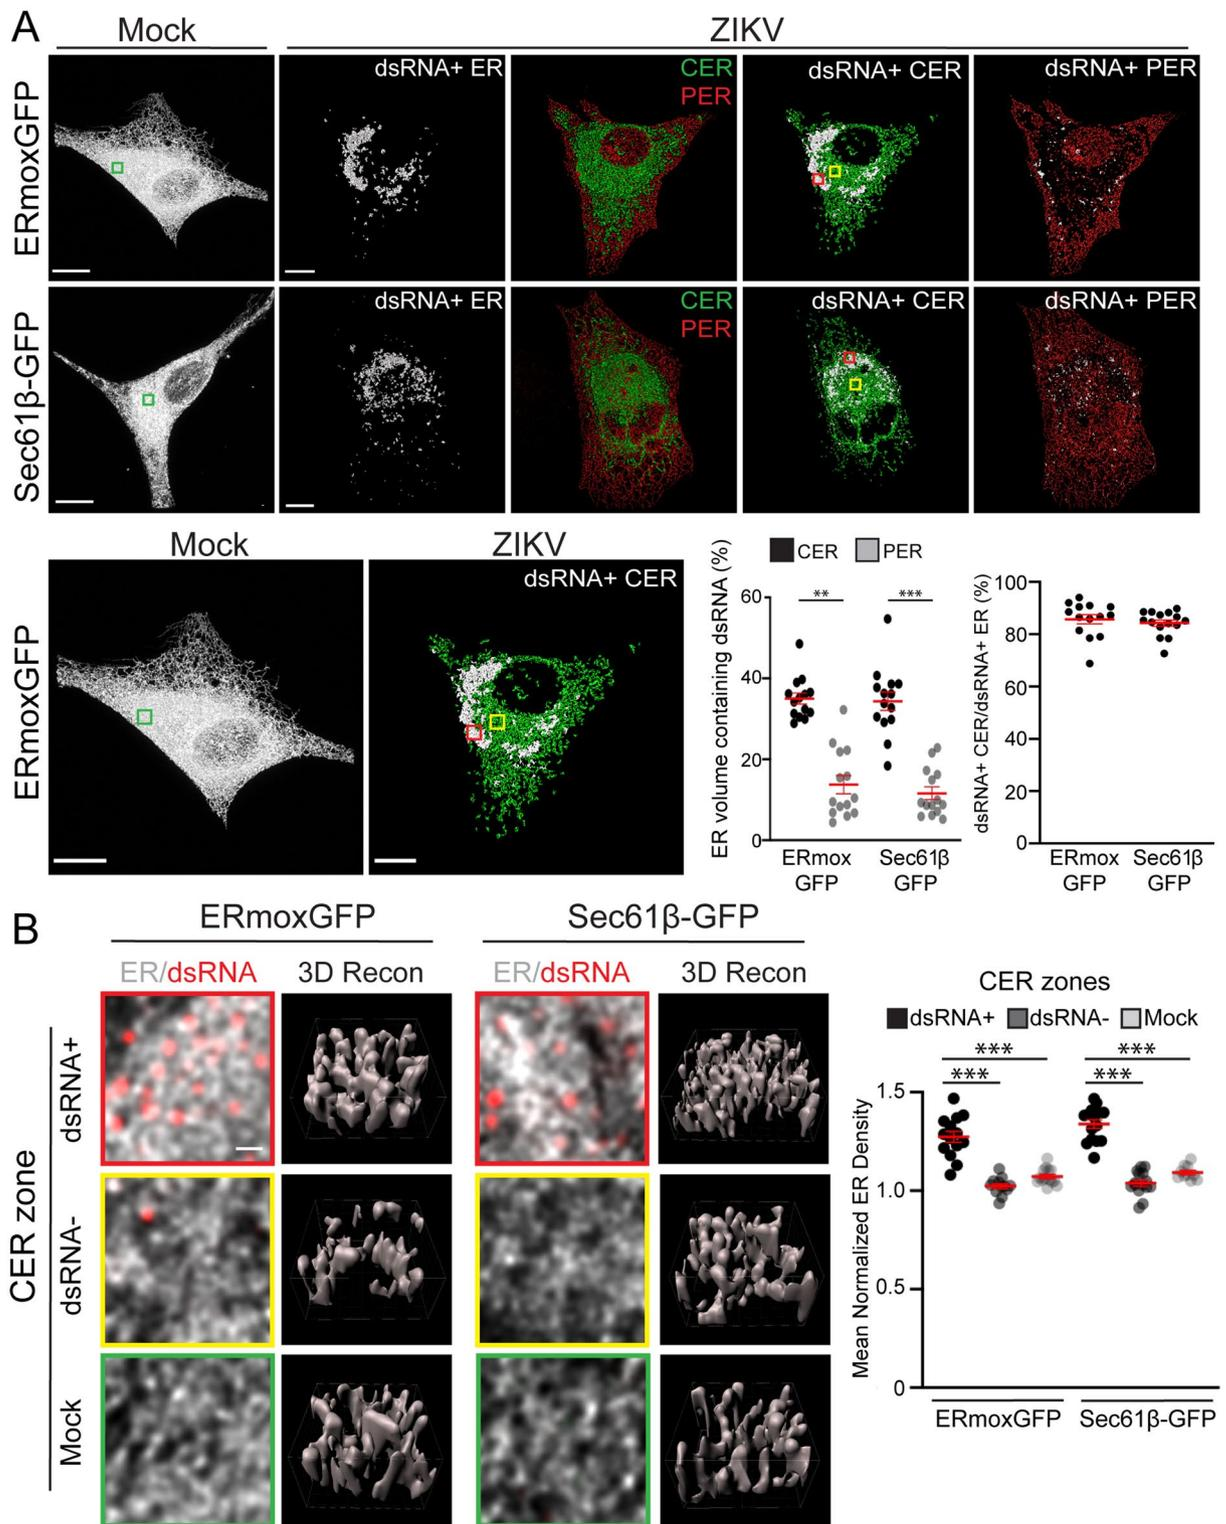 A
Mock
ZIKV
ERmoxGFP
dsRNA+ ER
CER
PER
dsRNA+ CER
dsRNA+ PER
Sec61β-GFP
dsRNA+ ER
CER
PER
dsRNA+ CER
dsRNA+ PER
Mock
ZIKV
ERmoxGFP
dsRNA+ CER
CER PER
ER volume containing dsRNA (%)
60
**
***
40
20
0
ERmox
GFP
Sec61β
GFP
dsRNA+ CER/dsRNA+ ER (%)
100
80
60
40
20
0
ERmox
GFP
Sec61β
GFP
B
ERmoxGFP
Sec61β-GFP
ER/dsRNA
3D Recon
ER/dsRNA
3D Recon
CER zone
dsRNA+
dsRNA-
Mock
CER zones
dsRNA+ dsRNA- Mock
***
***
***
***
Mean Normalized ER Density
1.5
1.0
0.5
0
ERmoxGFP
Sec61β-GFP